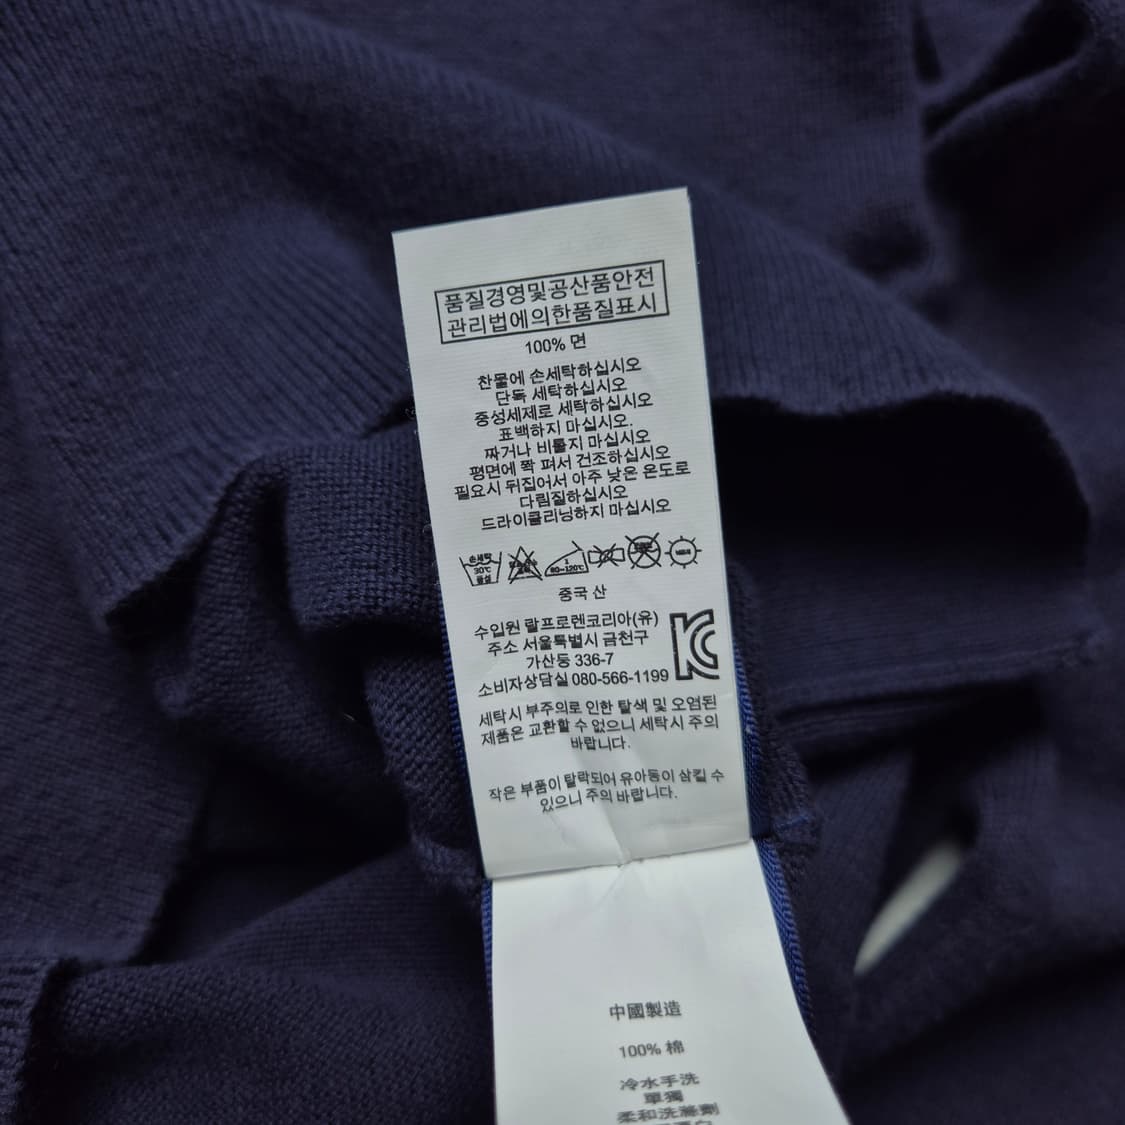 품질경영및공산품안전
관리법에의한품질표시
100% 면
찬물에 손세탁하십시오
단독 세탁하십시오
중성세제로 세탁하십시오
표백하지 마십시오.
짜거나 비틀지 마십시오
평면에 쫙 펴서 건조하십시오
필요시 뒤집어서 아주 낮은 온도로
다림질하십시오
드라이클리닝하지 마십시오
손세탁
30℃
중성
1
80~120℃
중국 산
수입원 랄프로렌코리아(유)
주소 서울특별시 금천구
가산동 336-7
소비자상담실 080-566-1199
세탁시 부주의로 인한 탈색 및 오염된
제품은 교환할 수 없으니 세탁시 주의
바랍니다.
작은 부품이 탈락되어 유아동이 삼킬 수
있으니 주의 바랍니다.
中國製造
100% 棉
冷水手洗
單獨
柔和洗滌劑